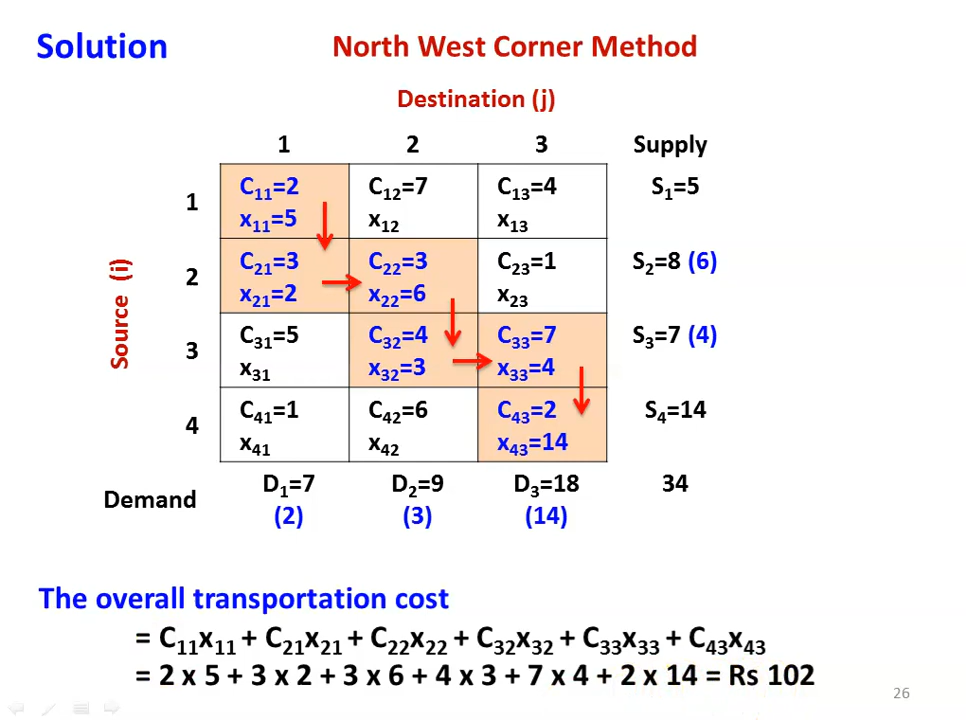 Solution
North West Corner Method
Destination (j)
1 2 3 Supply
C₁₁=2 C₁₂=7 C₁₃=4 S₁=5
1
x₁₁=5 x₁₂ x₁₃
C₂₁=3 C₂₂=3 C₂₃=1 S₂=8 (6)
2
x₂₁=2 x₂₂=6 x₂₃
Source (i)
C₃₁=5 C₃₂=4 C₃₃=7 S₃=7 (4)
3
x₃₁ x₃₂=3 x₃₃=4
C₄₁=1 C₄₂=6 C₄₃=2 S₄=14
4
x₄₁ x₄₂ x₄₃=14
Demand D₁=7 D₂=9 D₃=18 34
(2) (3) (14)
The overall transportation cost
= C₁₁x₁₁ + C₂₁x₂₁ + C₂₂x₂₂ + C₃₂x₃₂ + C₃₃x₃₃ + C₄₃x₄₃
= 2 x 5 + 3 x 2 + 3 x 6 + 4 x 3 + 7 x 4 + 2 x 14 = Rs 102
26